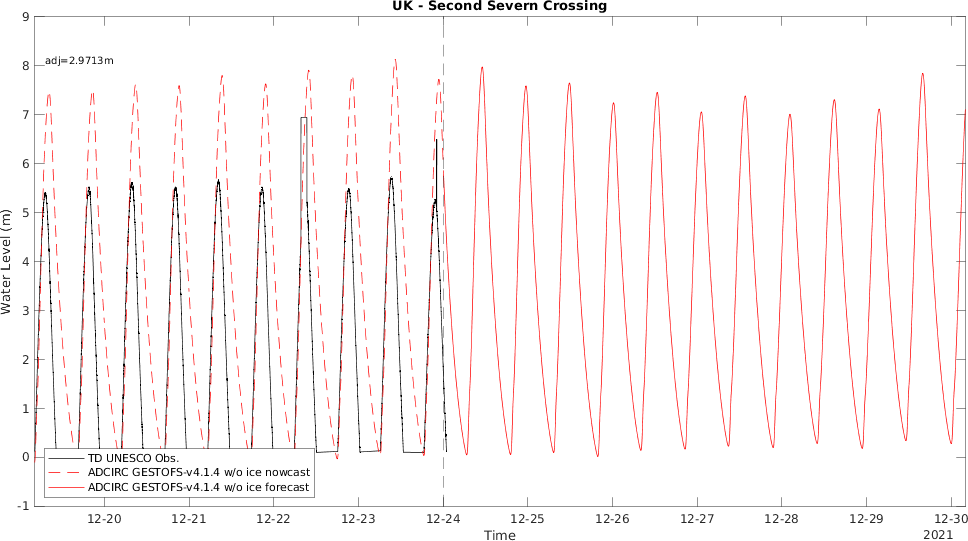 UK - Second Severn Crossing
9
8
7
6
5
4
3
2
1
0
-1
Water Level (m)
adj=2.9713m
TD UNESCO Obs.
ADCIRC GESTOFS-v4.1.4 w/o ice nowcast
ADCIRC GESTOFS-v4.1.4 w/o ice forecast
12-20 12-21 12-22 12-23 12-24 12-25 12-26 12-27 12-28 12-29 12-30
Time
2021